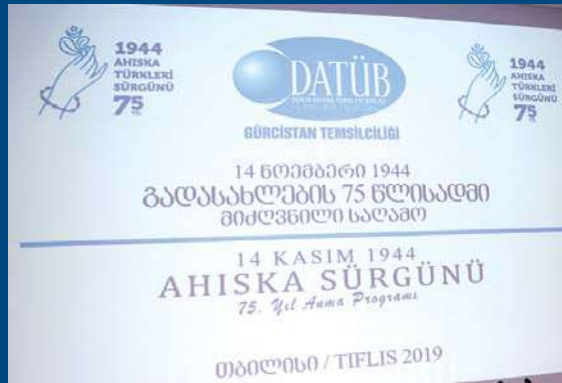 1944
AHISKA
TÜRKLERİ
SÜRGÜNÜ
75
DATÜB
GÜRCİSTAN TEMSİLCİLİĞİ
1944
AHISKA
TÜRKLERİ
SÜRGÜNÜ
75
14 ᲜᲝᲔᲛᲑᲔᲠᲘ 1944
ᲒᲐᲓᲐᲡᲐᲮᲚᲔᲑᲘᲡ 75 ᲬᲚᲘᲡᲐᲓᲛᲘ
ᲛᲘᲫᲦᲕᲜᲘᲚᲘ ᲡᲐᲦᲐᲛᲝ
14 KASIM 1944
AHISKA SÜRGÜNÜ
75. Yıl Anma Programı
ᲗᲑᲘᲚᲘᲡᲘ / TIFLIS 2019